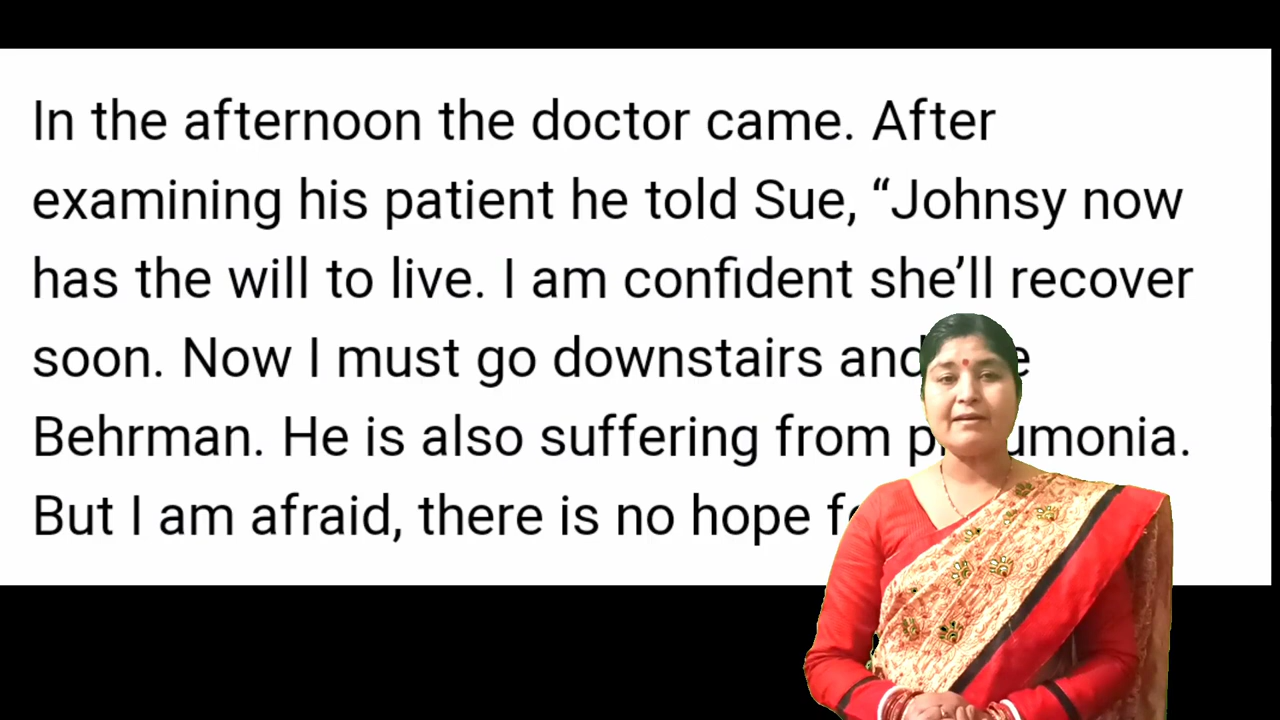 In the afternoon the doctor came. After
examining his patient he told Sue, “Johnsy now
has the will to live. I am confident she’ll recover
soon. Now I must go downstairs and
Behrman. He is also suffering from
But I am afraid, there is no hope